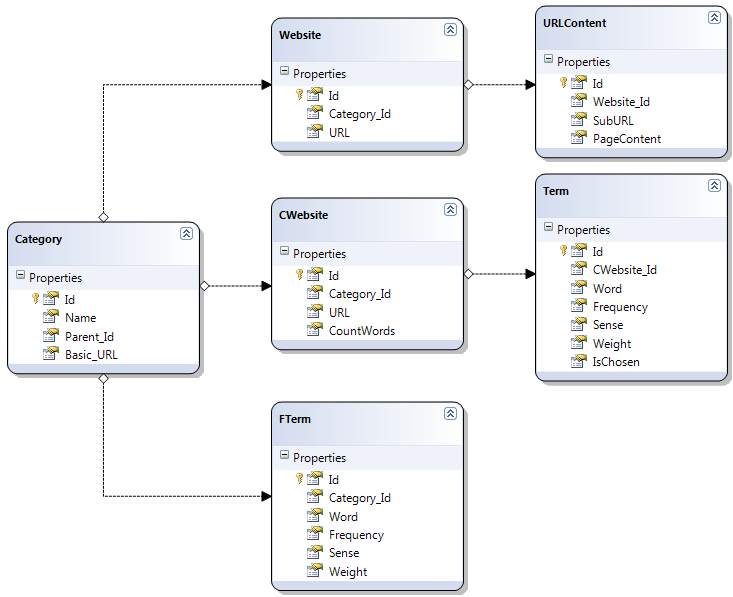 Website
Properties
Id
Category_Id
URL
URLContent
Properties
Id
Website_Id
SubURL
PageContent
Category
Properties
Id
Name
Parent_Id
Basic_URL
CWebsite
Properties
Id
Category_Id
URL
CountWords
Term
Properties
Id
CWebsite_Id
Word
Frequency
Sense
Weight
IsChosen
FTerm
Properties
Id
Category_Id
Word
Frequency
Sense
Weight